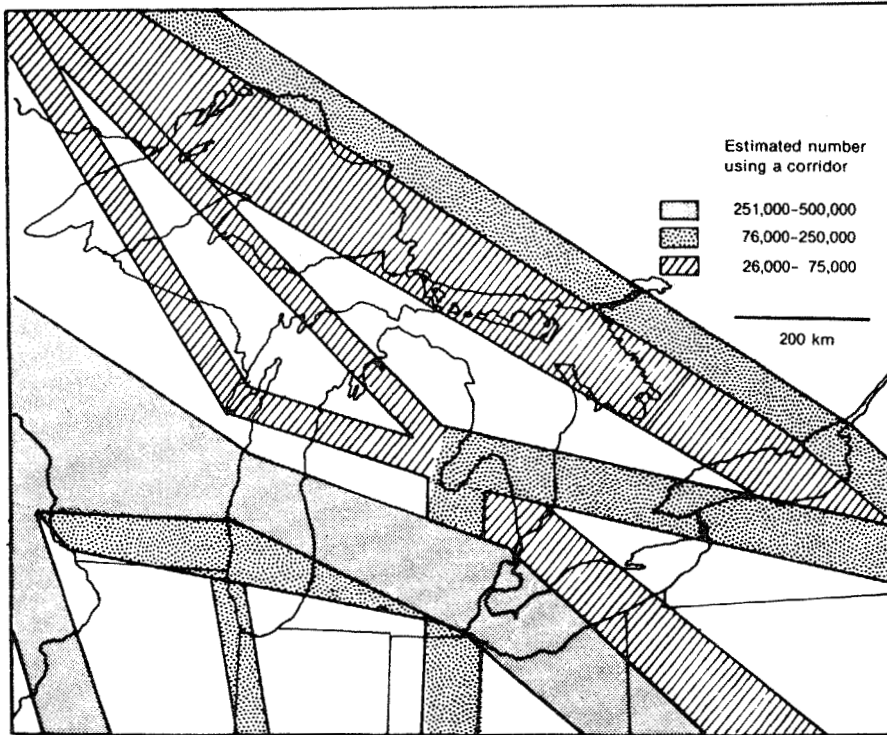 Estimated number
using a corridor
251,000–500,000
76,000–250,000
26,000– 75,000
200 km